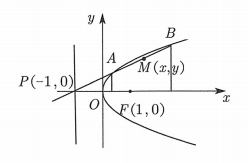 y
B
A
M(x,y)
P(-1,0)
O
F(1,0)
x